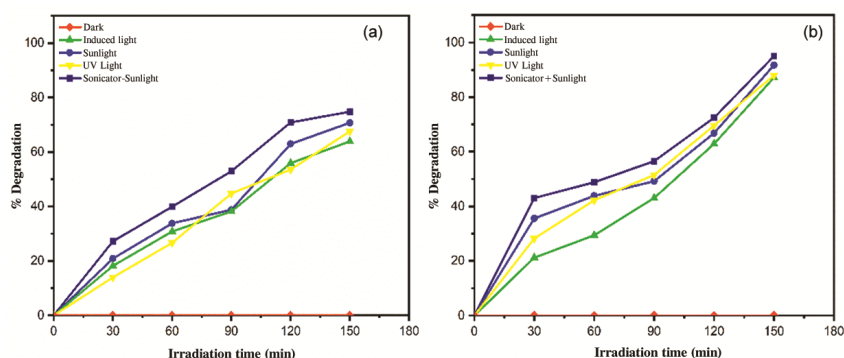 (a)
Dark
Induced light
Sunlight
UV Light
Sonicator-Sunlight
100
80
60
40
20
0
% Degradation
0 30 60 90 120 150 180
Irradiation time (min)
(b)
Dark
Induced light
Sunlight
UV Light
Sonicator+Sunlight
100
80
60
40
20
0
% Degradation
0 30 60 90 120 150 180
Irradiation time (min)